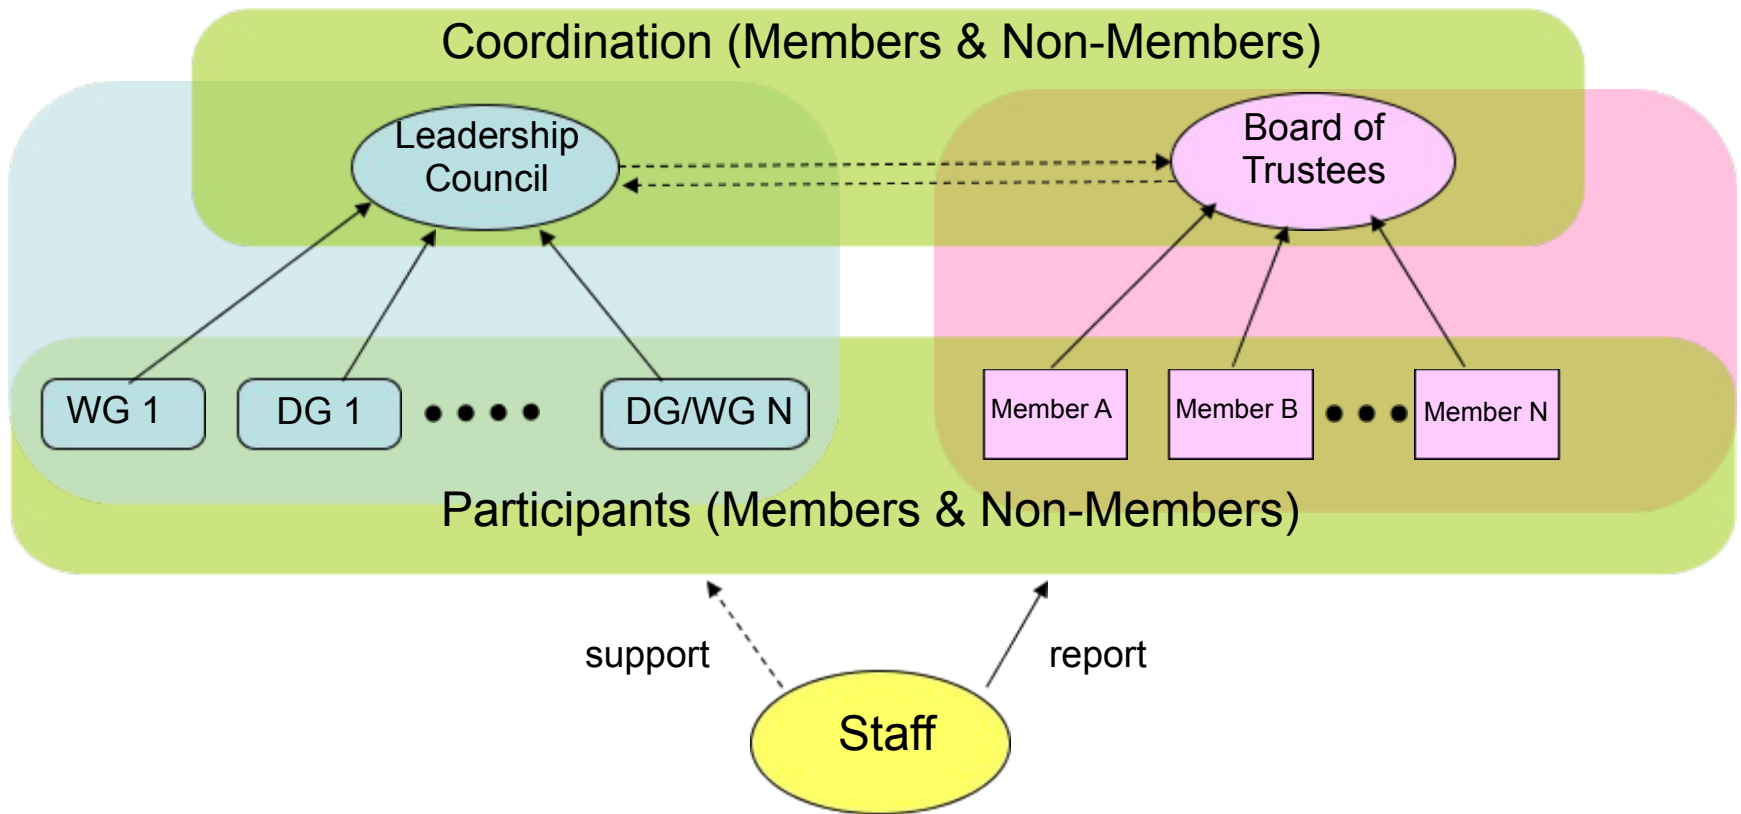 Coordination (Members & Non-Members)
Leadership
Council
Board of
Trustees
WG 1
DG 1
DG/WG N
Member A
Member B
Member N
Participants (Members & Non-Members)
support
report
Staff